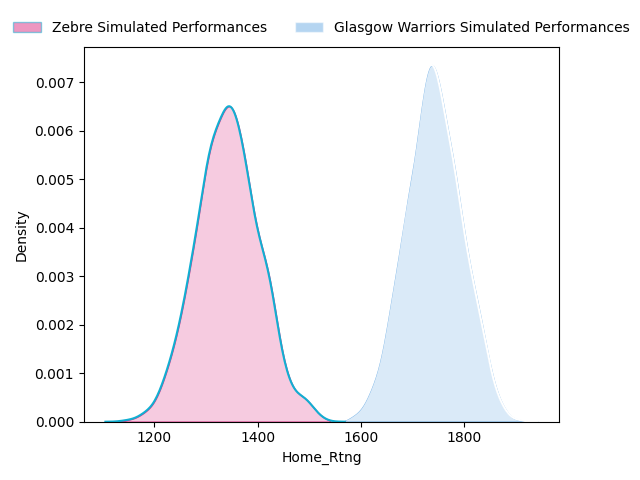 Zebre Simulated Performances
Glasgow Warriors Simulated Performances
0.007
0.006
0.005
0.004
0.003
0.002
0.001
0.000
Density
1200 1400 1600 1800
Home_Rtng